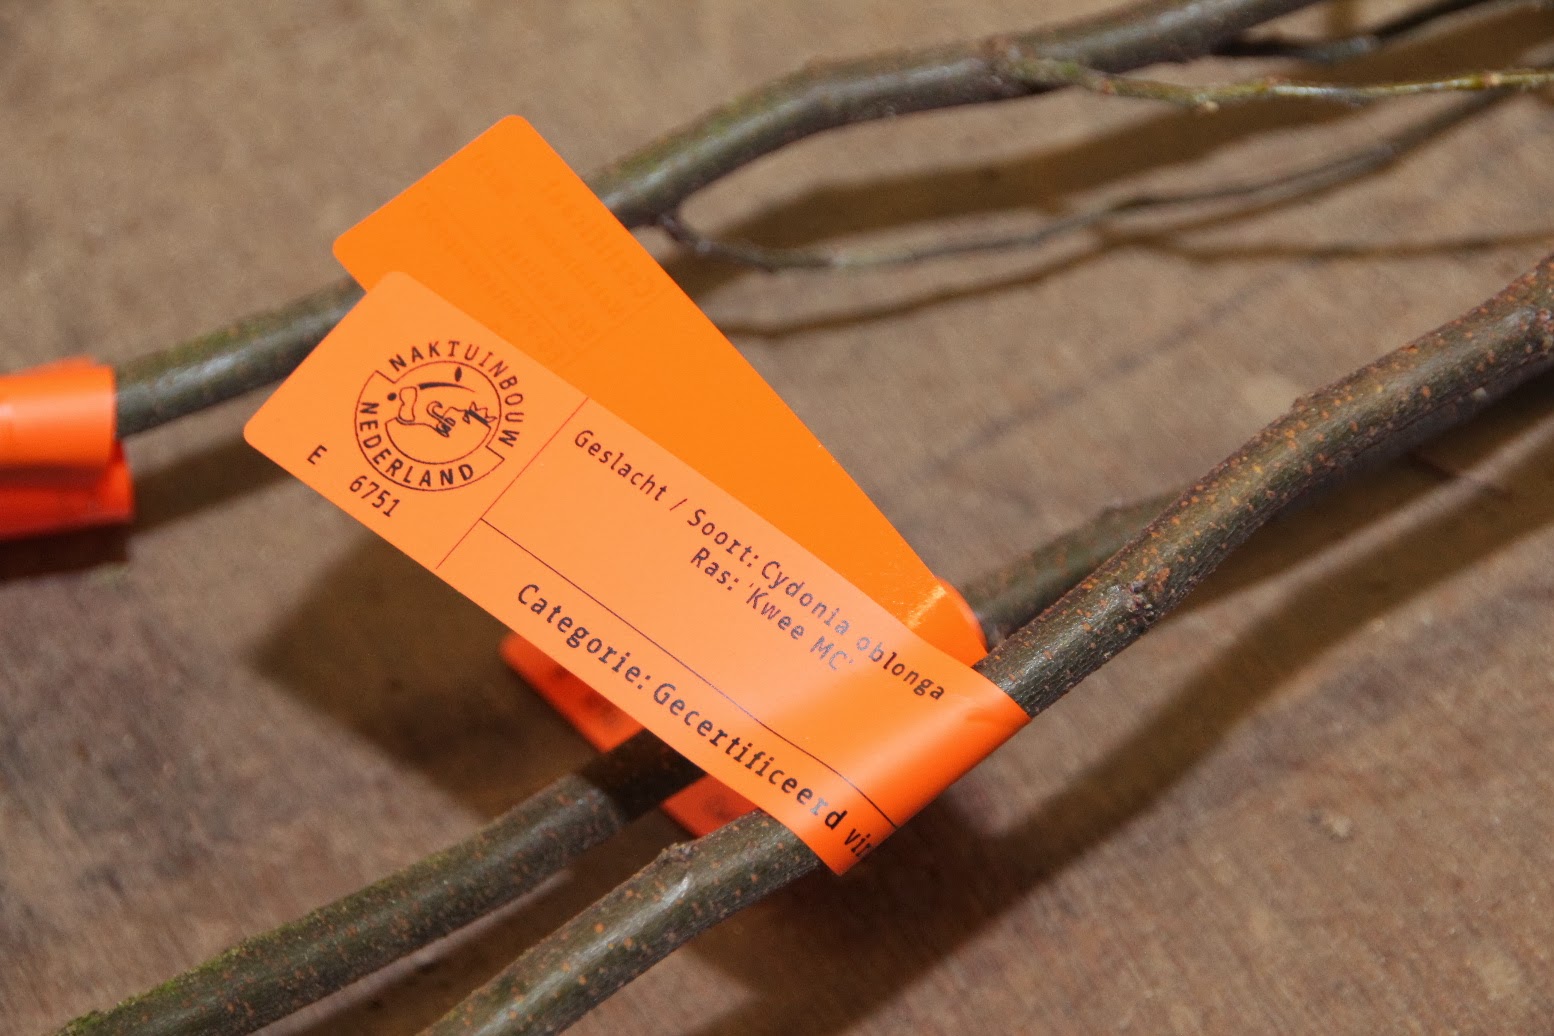 NAKTUINBOUW
NEDERLAND
E 6751
Geslacht / Soort: Cydonia oblonga
Ras: 'Kwee MC'
Categorie: Gecertificeerd